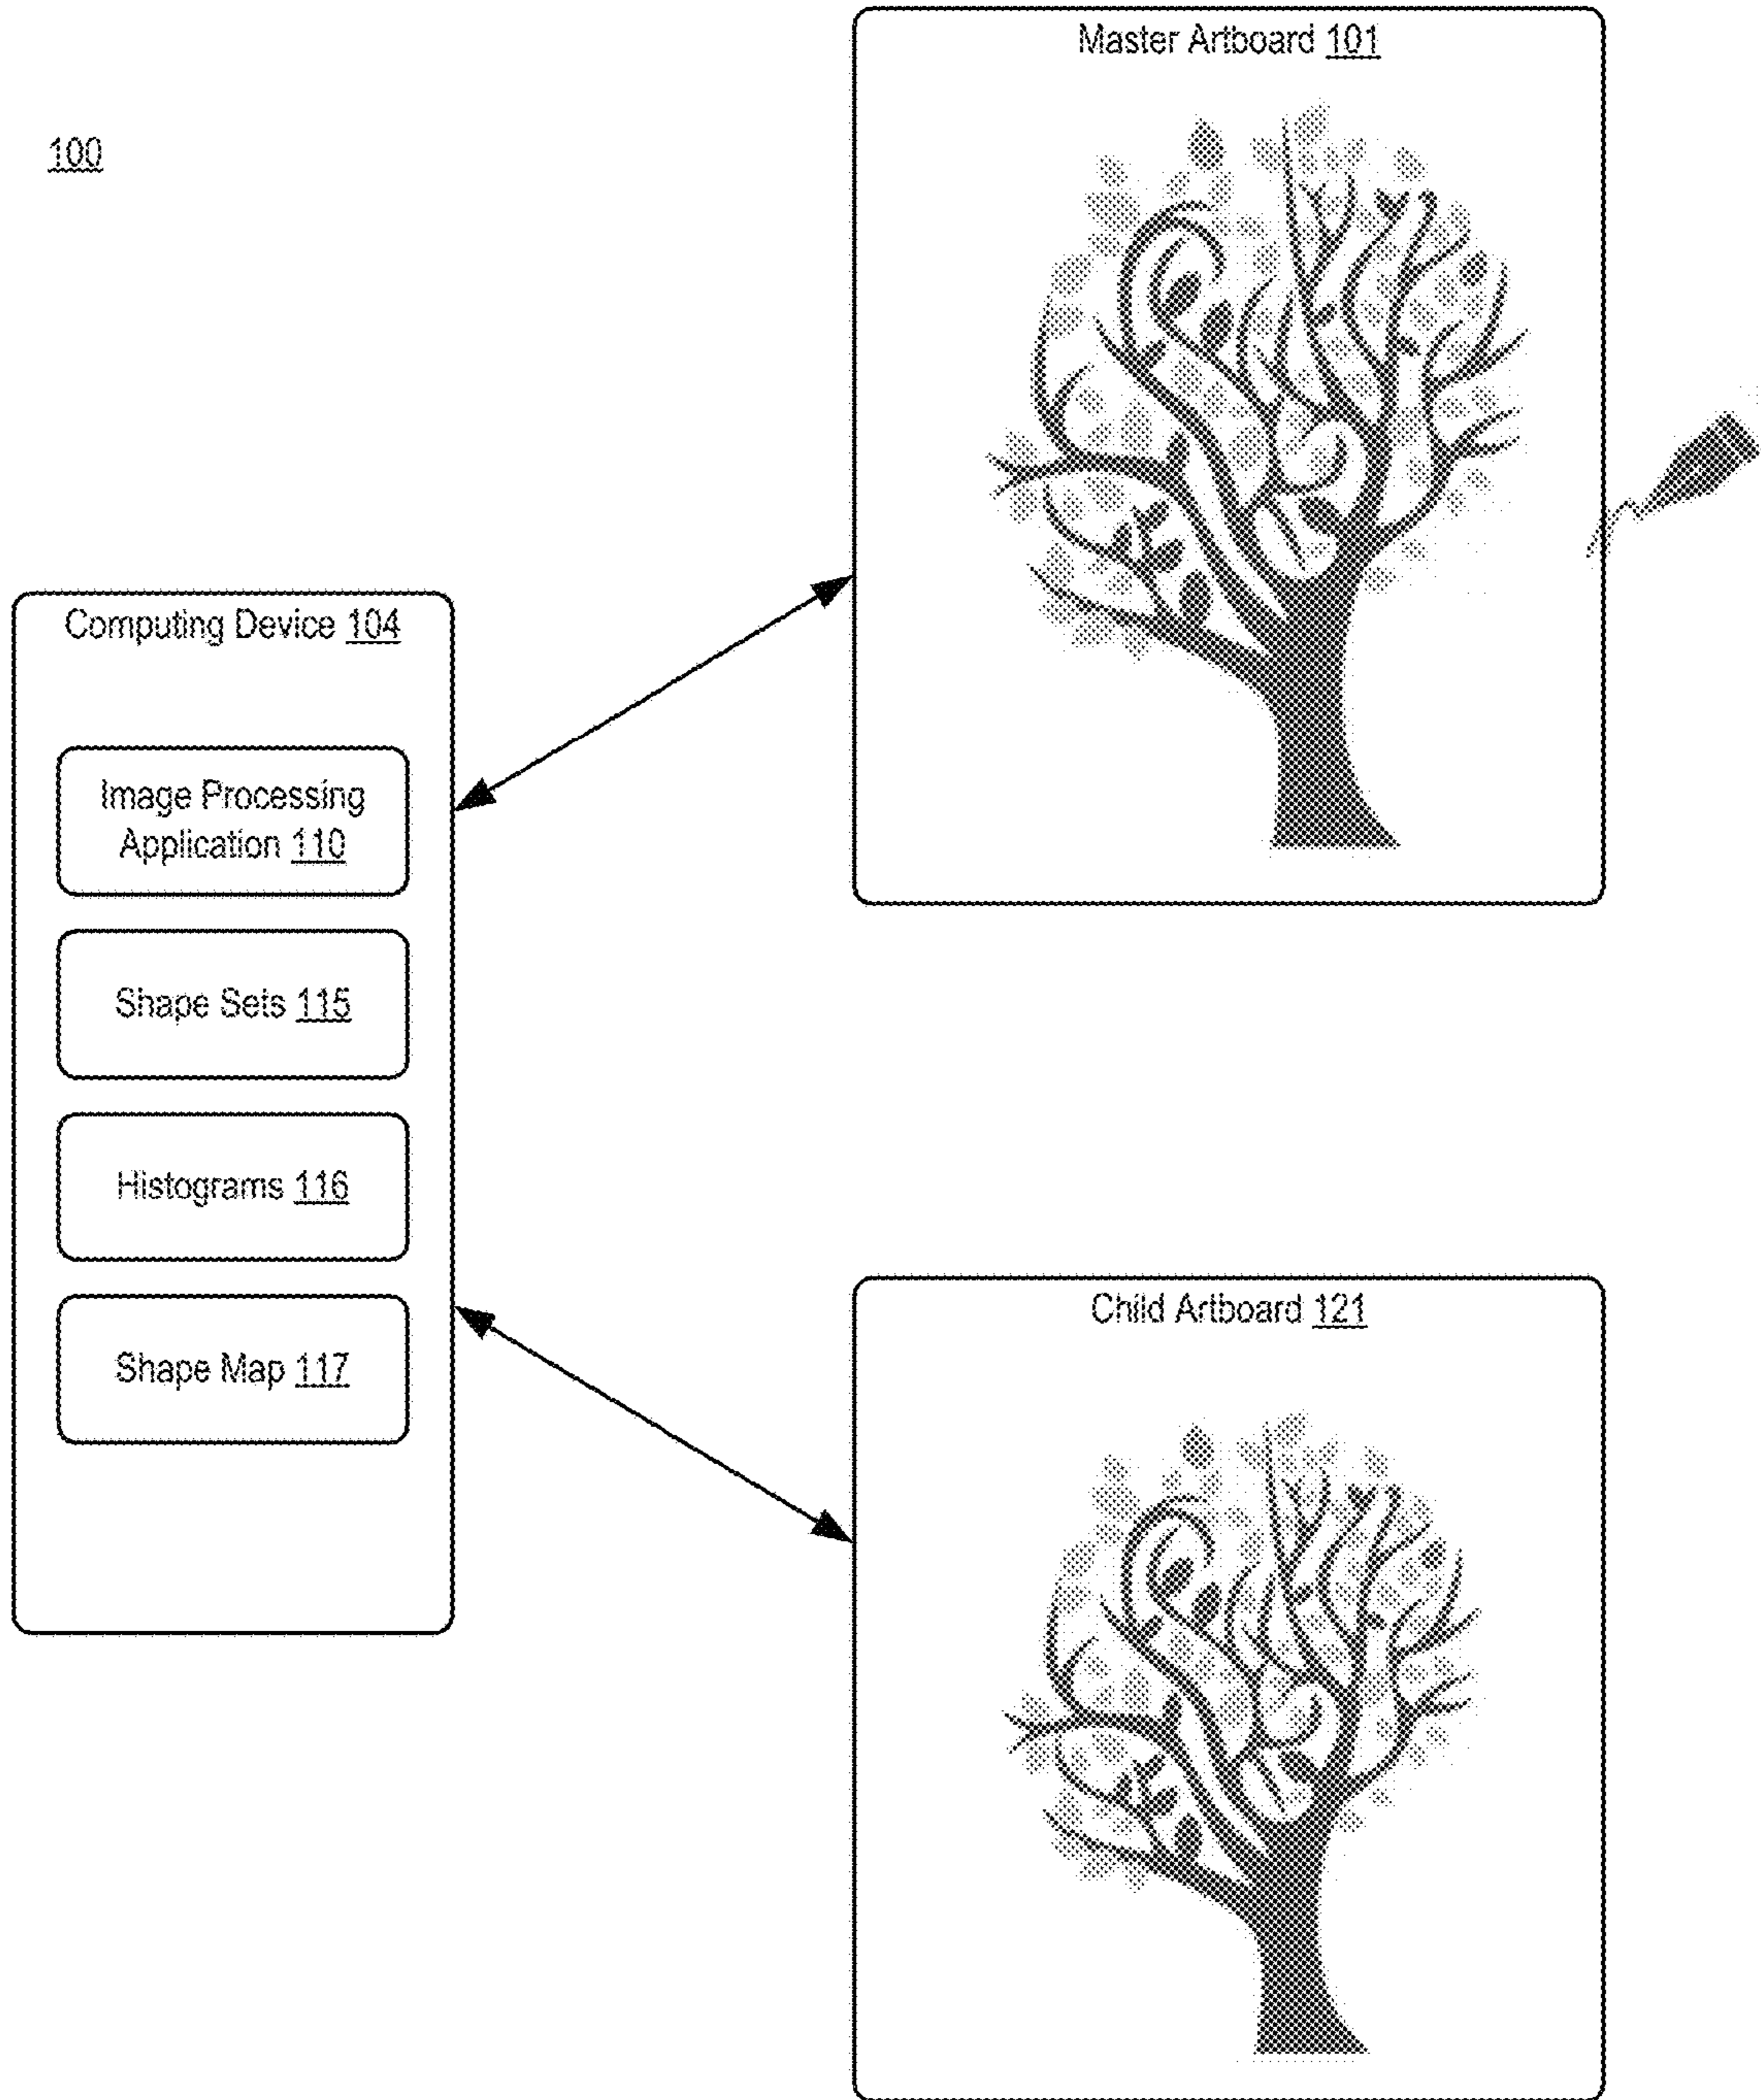 100
Master Artboard 101
Computing Device 104
Image Processing
Application 110
Shape Sets 115
Histograms 116
Shape Map 117
Child Artboard 121